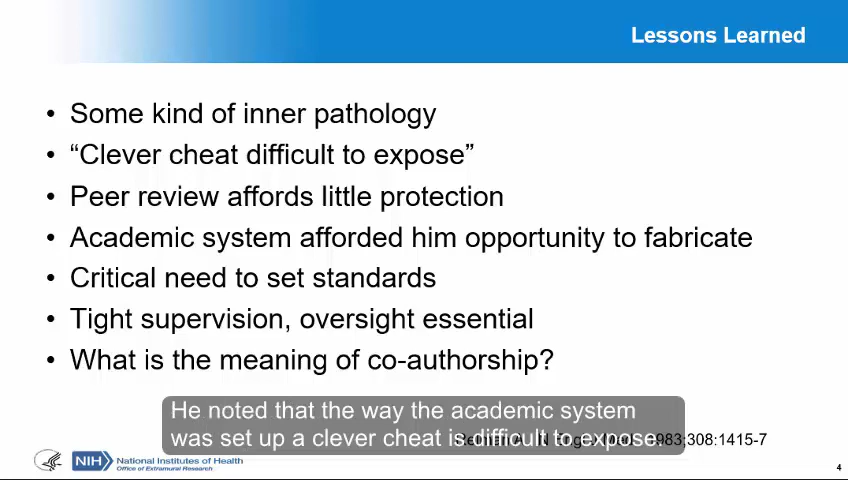 Lessons Learned
• Some kind of inner pathology
• “Clever cheat difficult to expose”
• Peer review affords little protection
• Academic system afforded him opportunity to fabricate
• Critical need to set standards
• Tight supervision, oversight essential
• What is the meaning of co-authorship?
He noted that the way the academic system
was set up a clever cheat is difficult to expose.
983;308:1415-7
NIH
National Institutes of Health
Office of Extramural Research
4